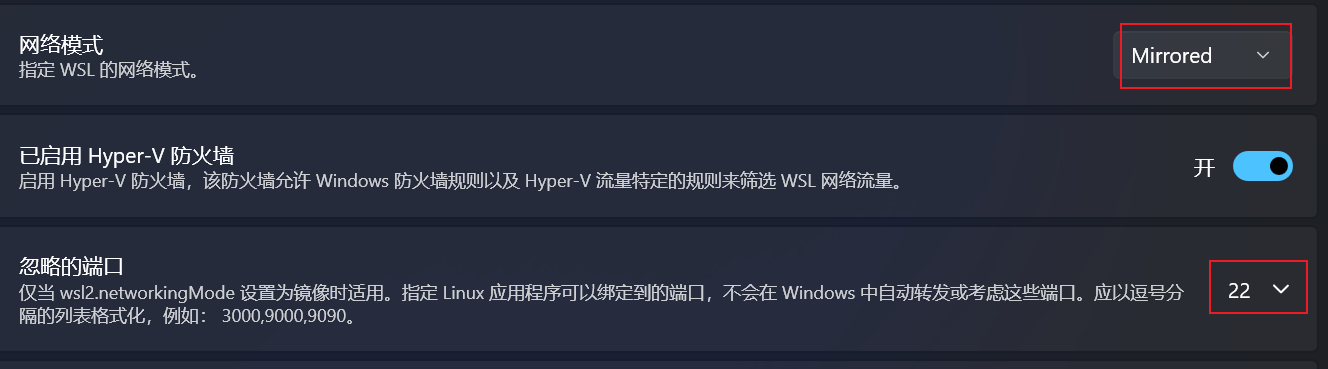 网络模式
指定 WSL 的网络模式。
Mirrored
已启用 Hyper-V 防火墙
启用 Hyper-V 防火墙，该防火墙允许 Windows 防火墙规则以及 Hyper-V 流量特定的规则来筛选 WSL 网络流量。
开
忽略的端口
仅当 wsl2.networkingMode 设置为镜像时适用。指定 Linux 应用程序可以绑定到的端口，不会在 Windows 中自动转发或考虑这些端口。应以逗号分
隔的列表格式化，例如： 3000,9000,9090。
22